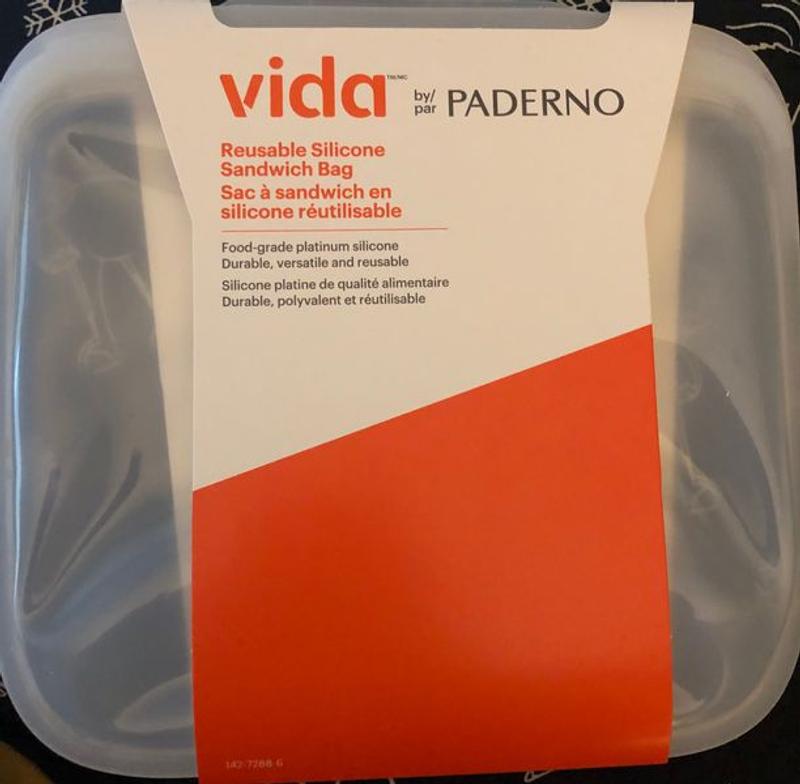 vida TM/MC by/ par PADERNO
Reusable Silicone
Sandwich Bag
Sac à sandwich en
silicone réutilisable
Food-grade platinum silicone
Durable, versatile and reusable
Silicone platine de qualité alimentaire
Durable, polyvalent et réutilisable
142-7288-6